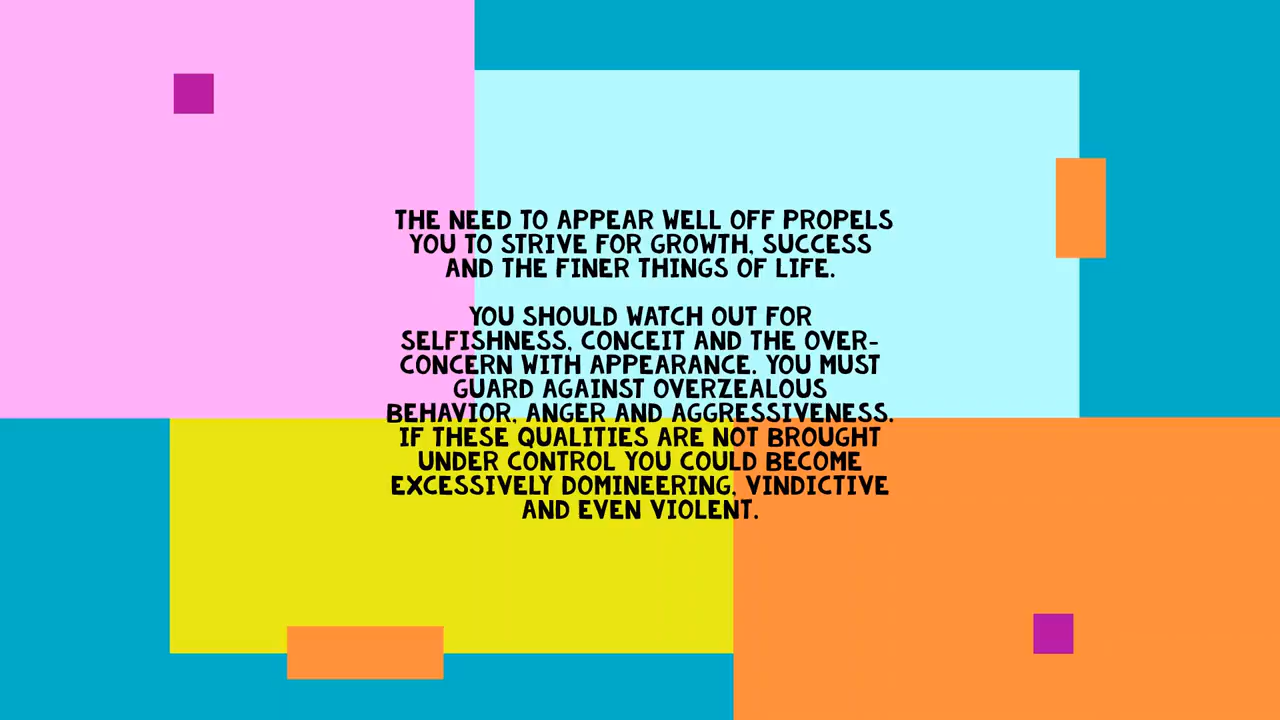 THE NEED TO APPEAR WELL OFF PROPELS
YOU TO STRIVE FOR GROWTH, SUCCESS
AND THE FINER THINGS OF LIFE.
YOU SHOULD WATCH OUT FOR
SELFISHNESS, CONCEIT AND THE OVER-
CONCERN WITH APPEARANCE. YOU MUST
GUARD AGAINST OVERZEALOUS
BEHAVIOR, ANGER AND AGGRESSIVENESS.
IF THESE QUALITIES ARE NOT BROUGHT
UNDER CONTROL YOU COULD BECOME
EXCESSIVELY DOMINEERING, VINDICTIVE
AND EVEN VIOLENT.